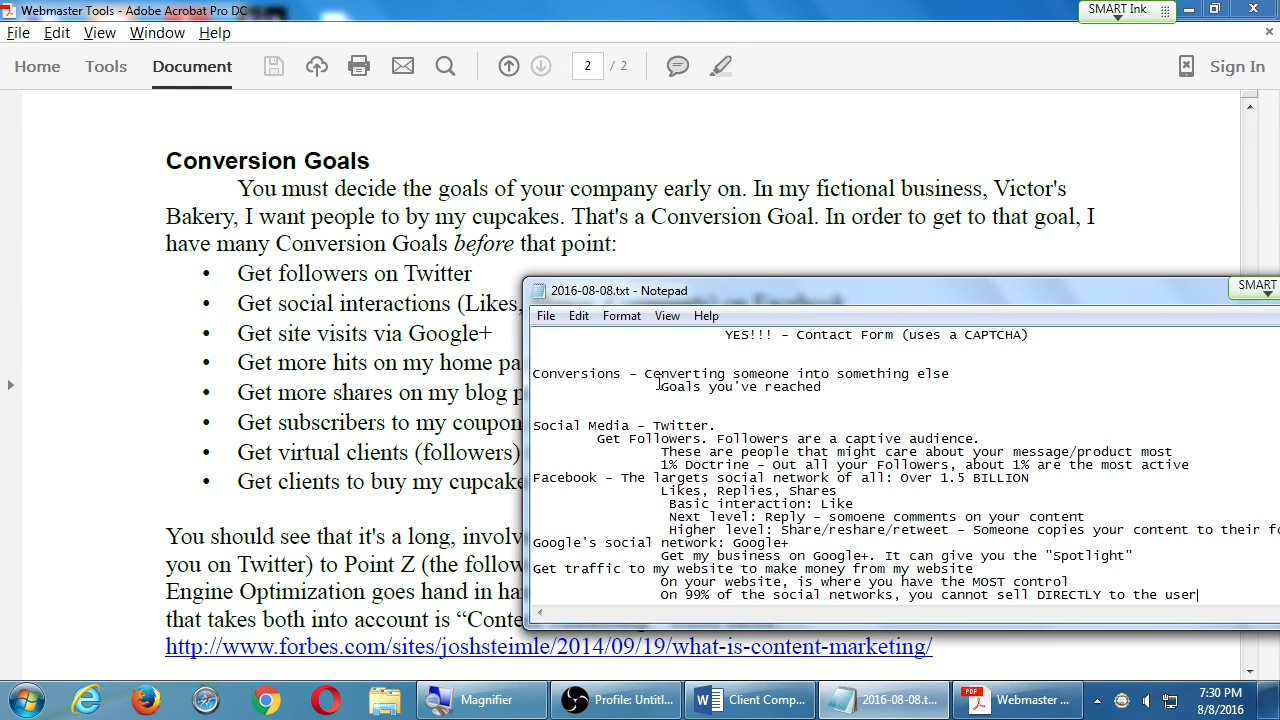 Webmaster Tools - Adobe Acrobat Pro DC
SMART Ink
File Edit View Window Help
Home Tools Document 2 / 2 Sign In
Conversion Goals
You must decide the goals of your company early on. In my fictional business, Victor's
Bakery, I want people to by my cupcakes. That's a Conversion Goal. In order to get to that goal, I
have many Conversion Goals before that point:
• Get followers on Twitter
• Get social interactions (Likes,
• Get site visits via Google+
• Get more hits on my home pa
• Get more shares on my blog p
• Get subscribers to my coupon
• Get virtual clients (followers)
• Get clients to buy my cupcake
You should see that it's a long, involv
you on Twitter) to Point Z (the follow
Engine Optimization goes hand in ha
that takes both into account is “Conte
http://www.forbes.com/sites/joshsteimle/2014/09/19/what-is-content-marketing/
2016-08-08.txt - Notepad
SMART
File Edit Format View Help
YES!!! - Contact Form (uses a CAPTCHA)
Conversions - Converting someone into something else
Goals you've reached
Social Media - Twitter.
Get Followers. Followers are a captive audience.
These are people that might care about your message/product most
1% Doctrine - Out all your Followers, about 1% are the most active
Facebook - The largets social network of all: Over 1.5 BILLION
Likes, Replies, Shares
Basic interaction: Like
Next level: Reply - somoene comments on your content
Higher level: Share/reshare/retweet - Someone copies your content to their fo
Google's social network: Google+
Get my business on Google+. It can give you the "Spotlight"
Get traffic to my website to make money from my website
On your website, is where you have the MOST control
On 99% of the social networks, you cannot sell DIRECTLY to the user
Magnifier
Profile: Untitl...
Client Comp...
2016-08-08.t...
Webmaster ...
7:30 PM
8/8/2016